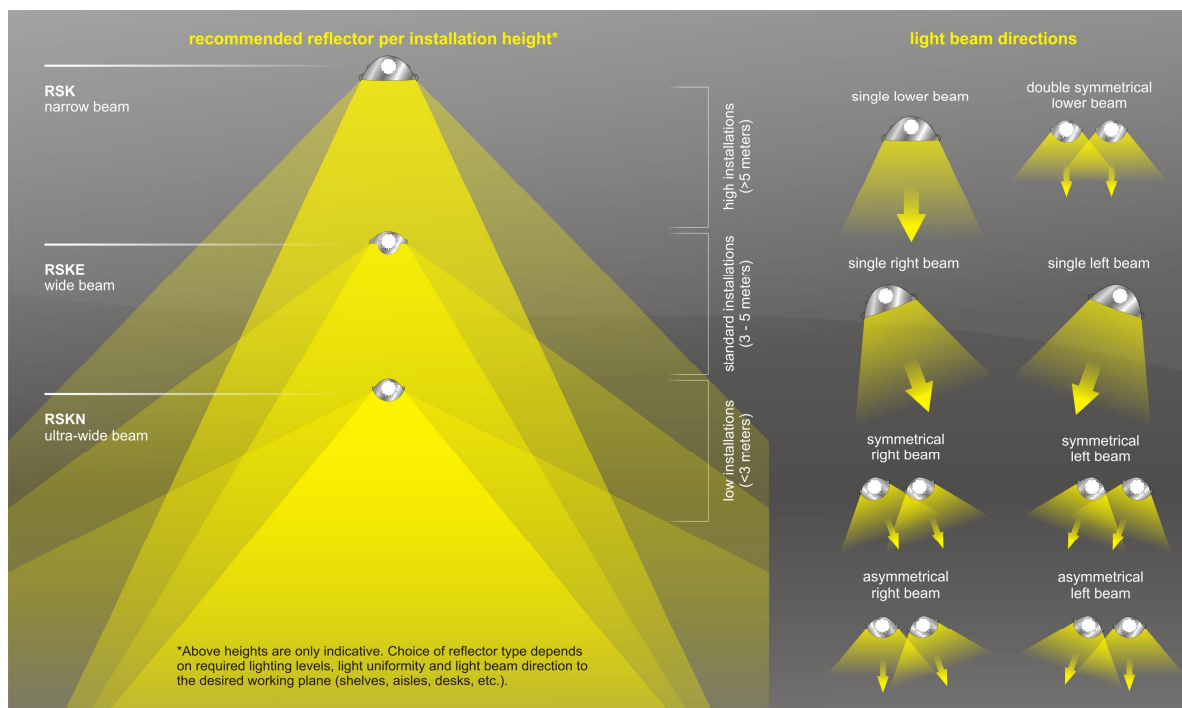 recommended reflector per installation height*
RSK
narrow beam
RSKE
wide beam
RSKN
ultra-wide beam
high installations
(>5 meters)
standard installations
(3 - 5 meters)
low installations
(<3 meters)
*Above heights are only indicative. Choice of reflector type depends
on required lighting levels, light uniformity and light beam direction to
the desired working plane (shelves, aisles, desks, etc.).
light beam directions
single lower beam
double symmetrical
lower beam
single right beam
single left beam
symmetrical
right beam
symmetrical
left beam
asymmetrical
right beam
asymmetrical
left beam